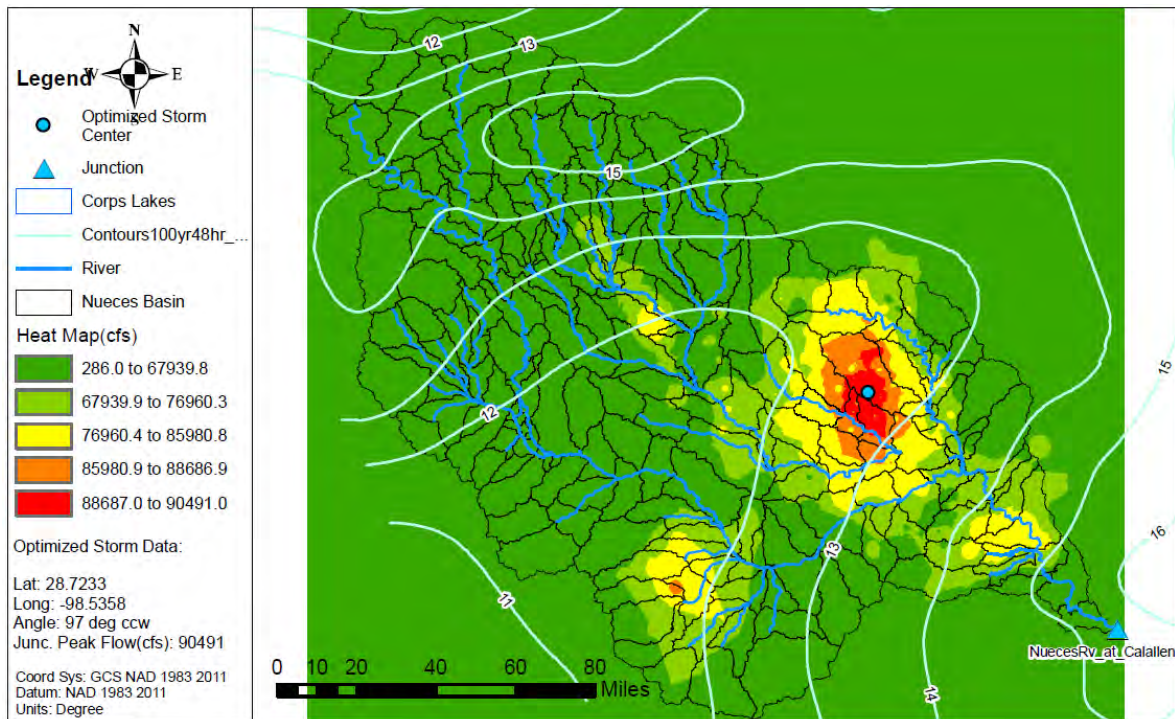 N
Legend
W
E
S
Optimized Storm
Center
Junction
Corps Lakes
Contours100yr48hr_...
River
Nueces Basin
Heat Map(cfs)
286.0 to 67939.8
67939.9 to 76960.3
76960.4 to 85980.8
85980.9 to 88686.9
88687.0 to 90491.0
Optimized Storm Data:
Lat: 28.7233
Long: -98.5358
Angle: 97 deg ccw
Junc. Peak Flow(cfs): 90491
Coord Sys: GCS NAD 1983 2011
Datum: NAD 1983 2011
Units: Degree
12
13
15
15
12
16
13
11
14
NuecesRv_at_Calallen
0 10 20 40 60 80
Miles